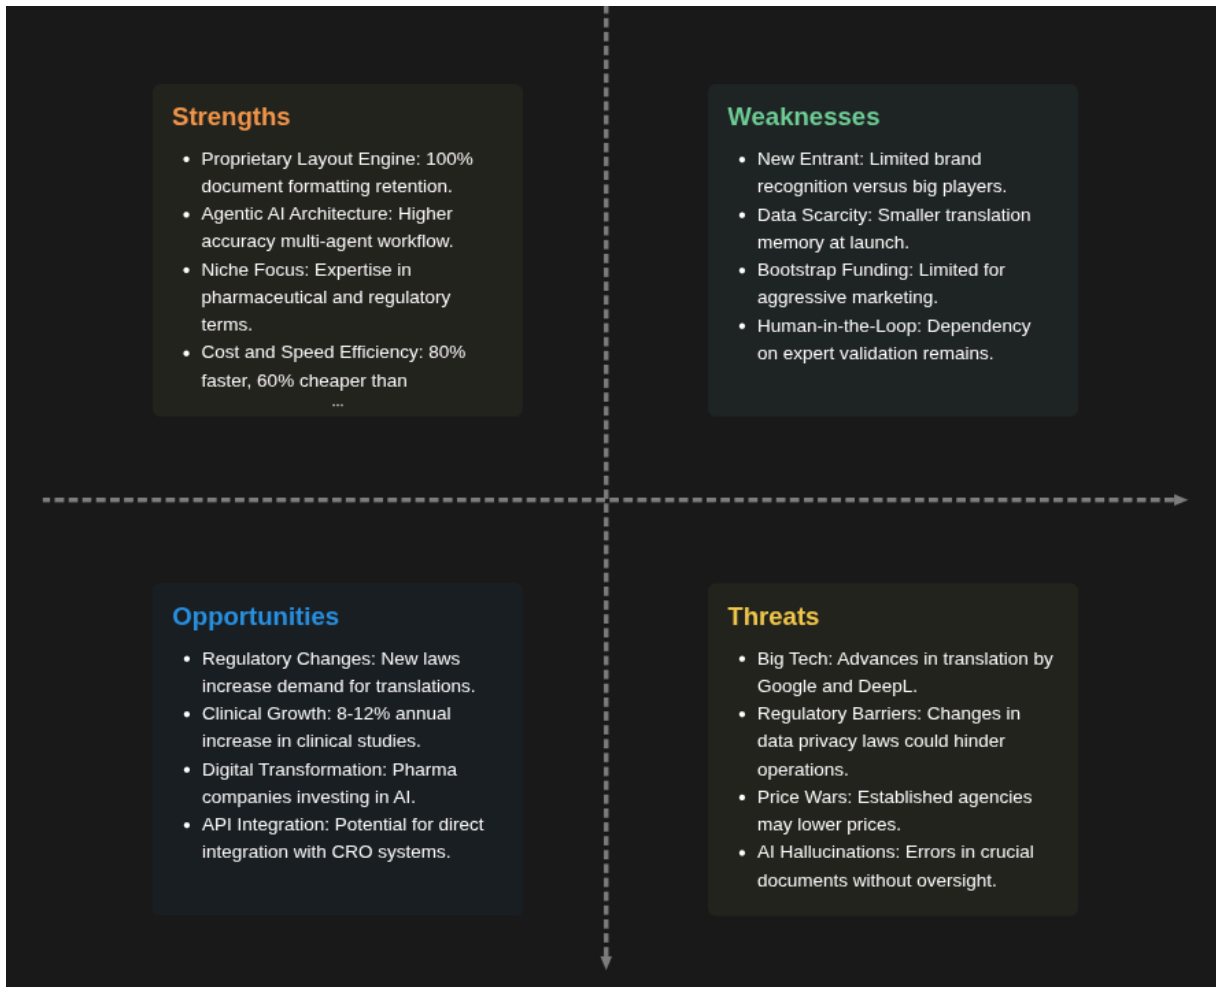 Strengths
• Proprietary Layout Engine: 100%
document formatting retention.
• Agentic AI Architecture: Higher
accuracy multi-agent workflow.
• Niche Focus: Expertise in
pharmaceutical and regulatory
terms.
• Cost and Speed Efficiency: 80%
faster, 60% cheaper than
...
Weaknesses
• New Entrant: Limited brand
recognition versus big players.
• Data Scarcity: Smaller translation
memory at launch.
• Bootstrap Funding: Limited for
aggressive marketing.
• Human-in-the-Loop: Dependency
on expert validation remains.
Opportunities
• Regulatory Changes: New laws
increase demand for translations.
• Clinical Growth: 8-12% annual
increase in clinical studies.
• Digital Transformation: Pharma
companies investing in AI.
• API Integration: Potential for direct
integration with CRO systems.
Threats
• Big Tech: Advances in translation by
Google and DeepL.
• Regulatory Barriers: Changes in
data privacy laws could hinder
operations.
• Price Wars: Established agencies
may lower prices.
• AI Hallucinations: Errors in crucial
documents without oversight.